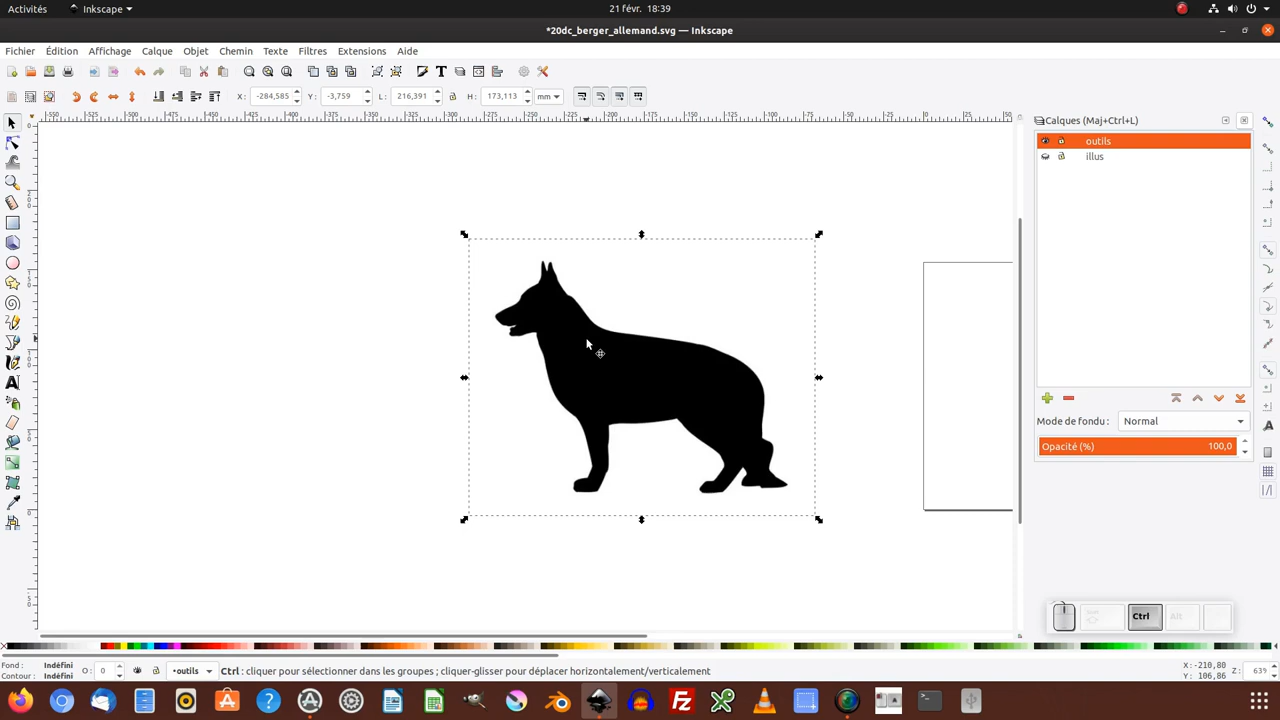 Activités Inkscape 21 févr. 18:39
*20dc_berger_allemand.svg — Inkscape
Fichier Édition Affichage Calque Objet Chemin Texte Filtres Extensions Aide
X: -284,585 Y: -3,759 L: 216,391 H: 173,113 mm
Calques (Maj+Ctrl+L)
outils
illus
Mode de fondu : Normal
Opacité (%) 100,0
Ctrl Alt
Fond : Indéfini
Contour : Indéfini
O: 0 •outils Ctrl : cliquer pour sélectionner dans les groupes ; cliquer-glisser pour déplacer horizontalement/verticalement
X: -210,80
Y: 106,86
Z: 63%